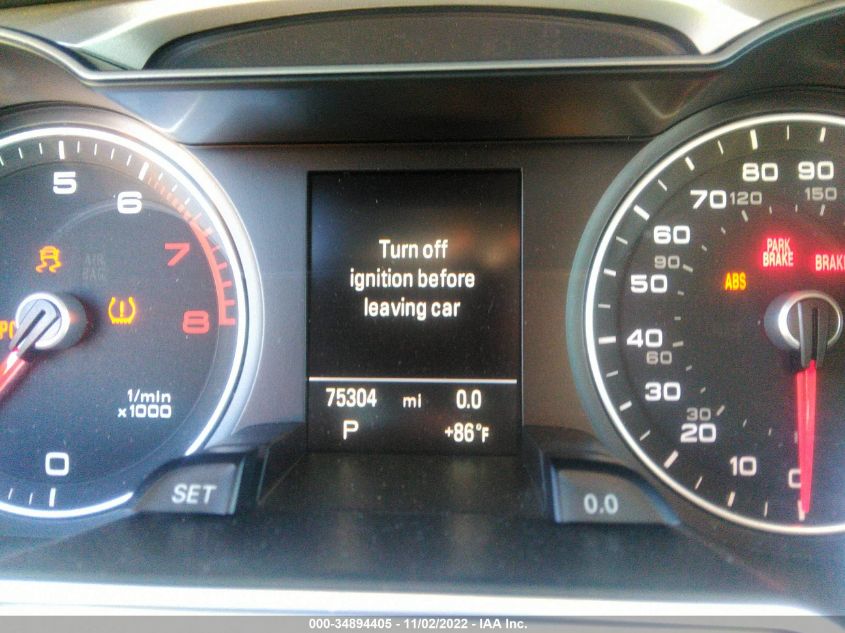 5
6
7
8
AIR
BAG
1/min
x1000
0
SET
Turn off
ignition before
leaving car
75304 mi 0.0
P +86°F
80
90
70
120
150
60
90
50
ABS
PARK
BRAKE
BRAKE
40
60
30
30
20
10
0
0.0
000-34894405 - 11/02/2022 - IAA Inc.